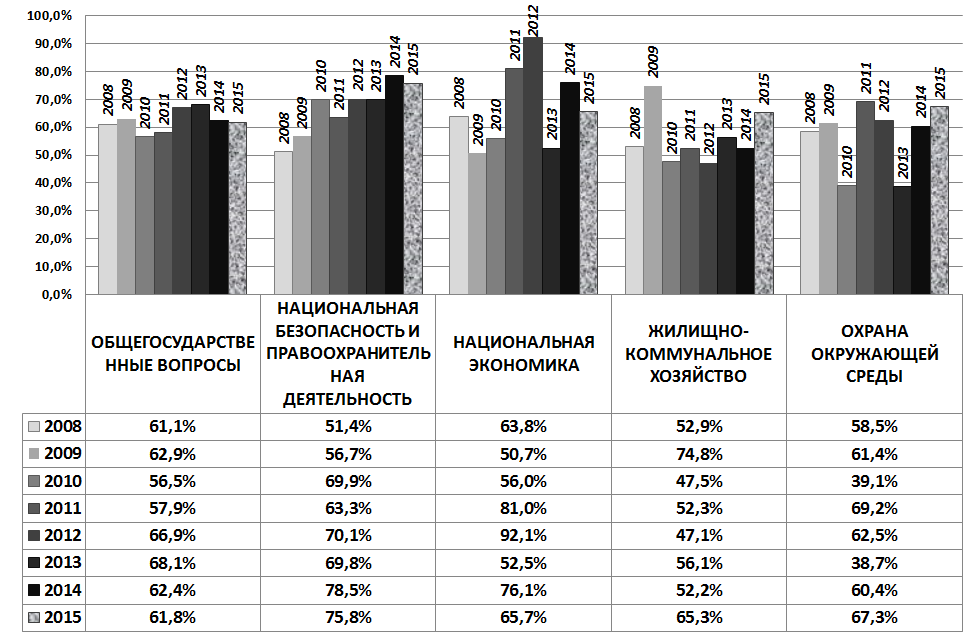 100,0%
90,0%
80,0%
70,0%
60,0%
50,0%
40,0%
30,0%
20,0%
10,0%
0,0%
2008 2009 2010 2011 2012 2013 2014 2015
2008 2009 2010 2011 2012 2013 2014 2015
2008 2009 2010 2011 2012 2013 2014 2015
2008 2009 2010 2011 2012 2013 2014 2015
2008 2009 2010 2011 2012 2013 2014 2015
ОБЩЕГОСУДАРСТВЕ
ННЫЕ ВОПРОСЫ
НАЦИОНАЛЬНАЯ
БЕЗОПАСНОСТЬ И
ПРАВООХРАНИТЕЛЬ
НАЯ
ДЕЯТЕЛЬНОСТЬ
НАЦИОНАЛЬНАЯ
ЭКОНОМИКА
ЖИЛИЩНО-
КОММУНАЛЬНОЕ
ХОЗЯЙСТВО
ОХРАНА
ОКРУЖАЮЩЕЙ
СРЕДЫ
2008 61,1% 51,4% 63,8% 52,9% 58,5%
2009 62,9% 56,7% 50,7% 74,8% 61,4%
2010 56,5% 69,9% 56,0% 47,5% 39,1%
2011 57,9% 63,3% 81,0% 52,3% 69,2%
2012 66,9% 70,1% 92,1% 47,1% 62,5%
2013 68,1% 69,8% 52,5% 56,1% 38,7%
2014 62,4% 78,5% 76,1% 52,2% 60,4%
2015 61,8% 75,8% 65,7% 65,3% 67,3%